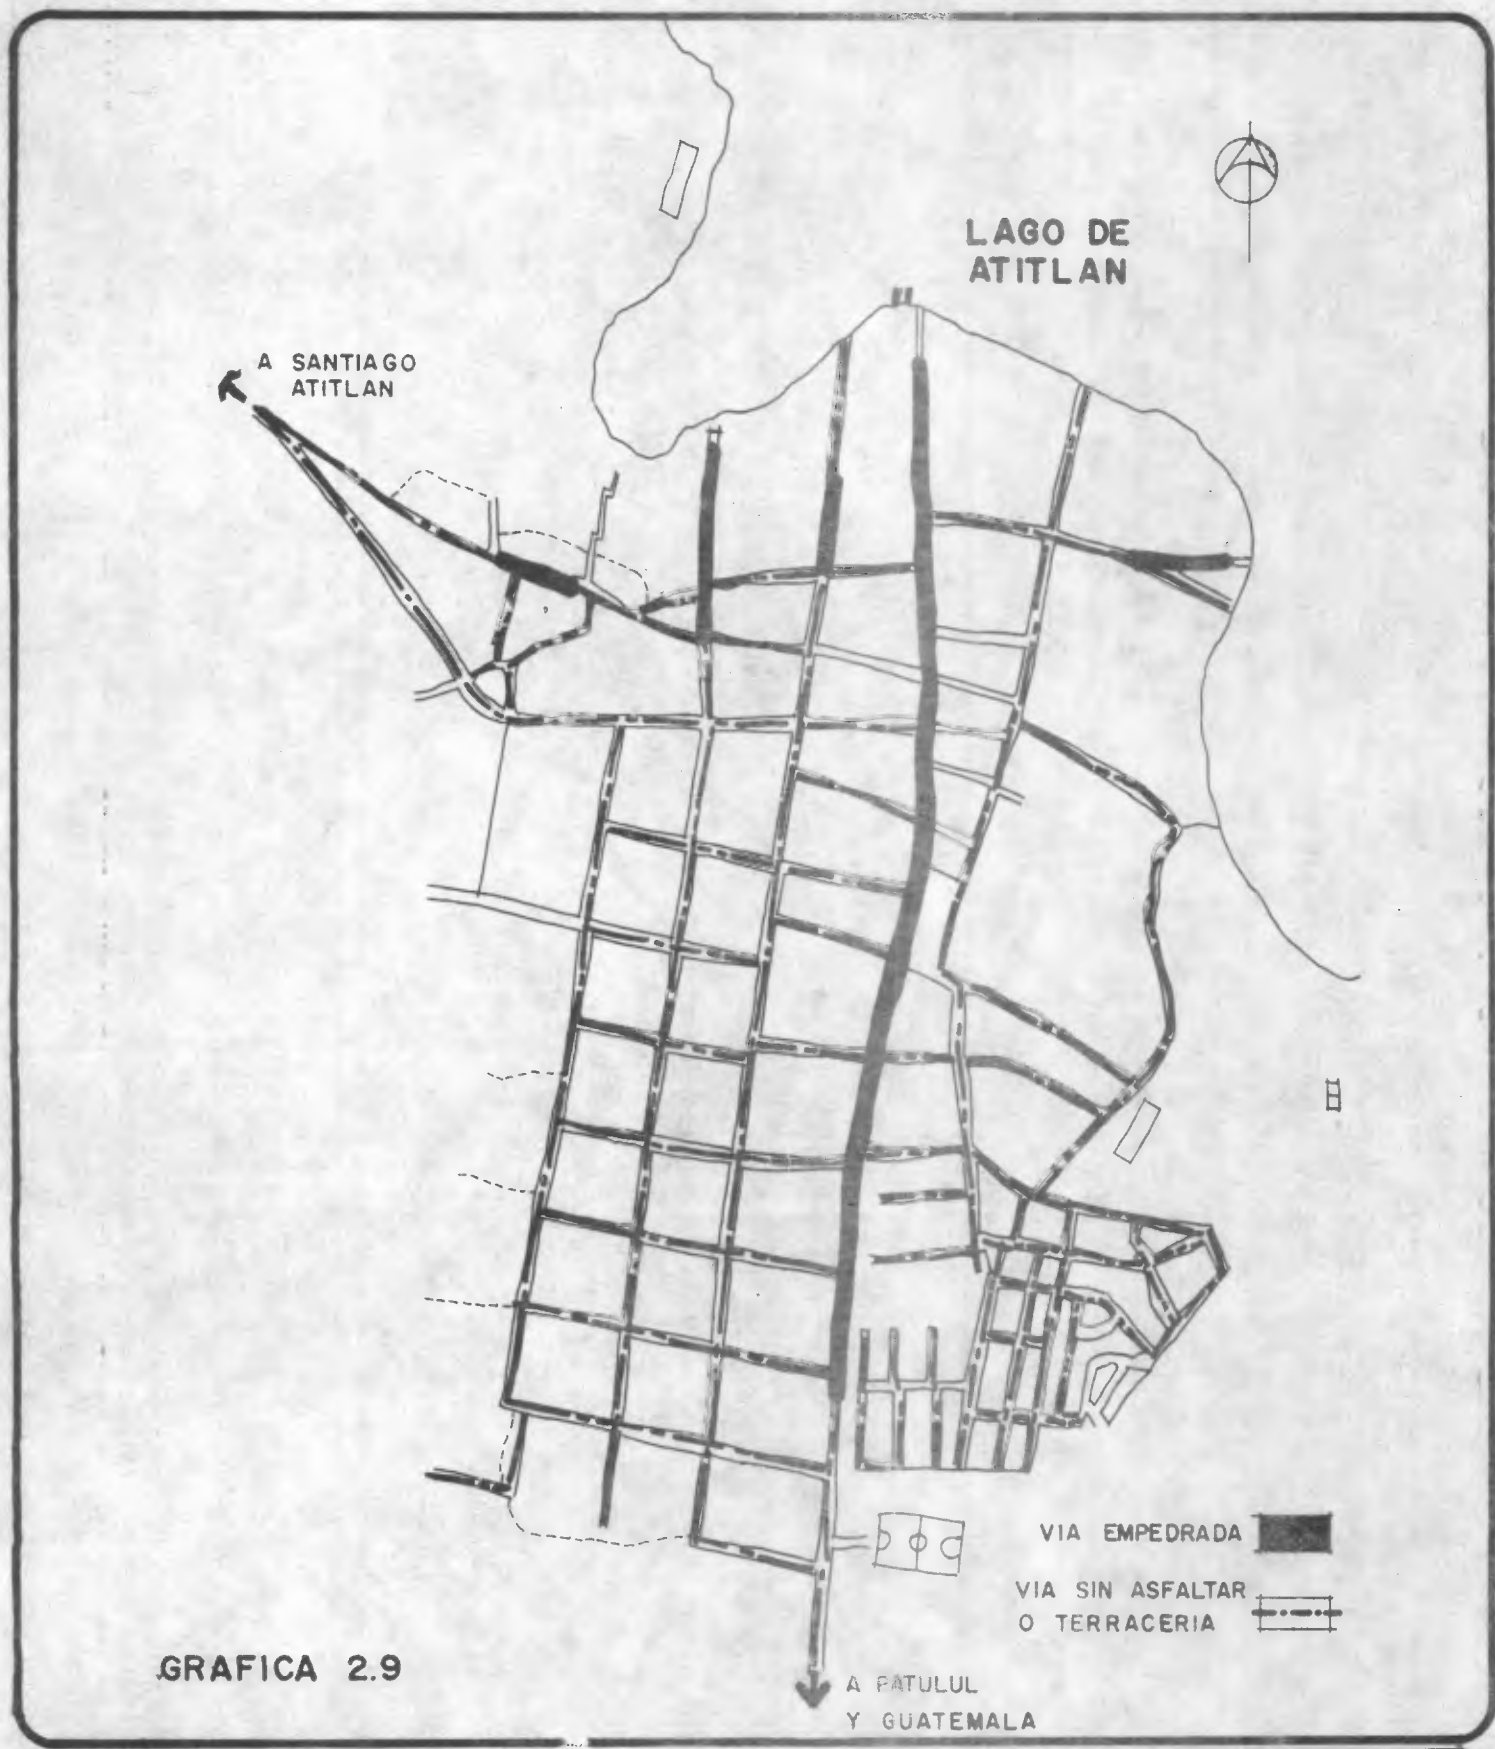 LAGO DE
ATITLAN
A SANTIAGO
ATITLAN
VIA EMPEDRADA
VIA SIN ASFALTAR
O TERRACERIA
GRAFICA 2.9
A PATULUL
Y GUATEMALA